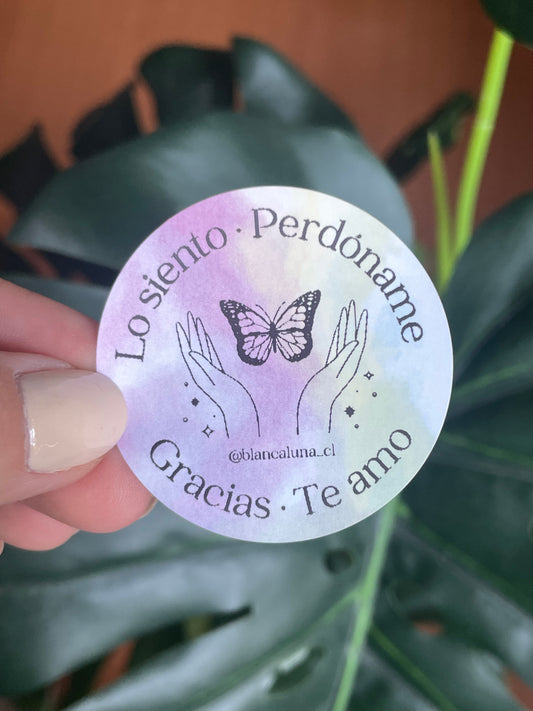 Lo siento · Perdóname
@blancaluna_cl
Gracias · Te amo